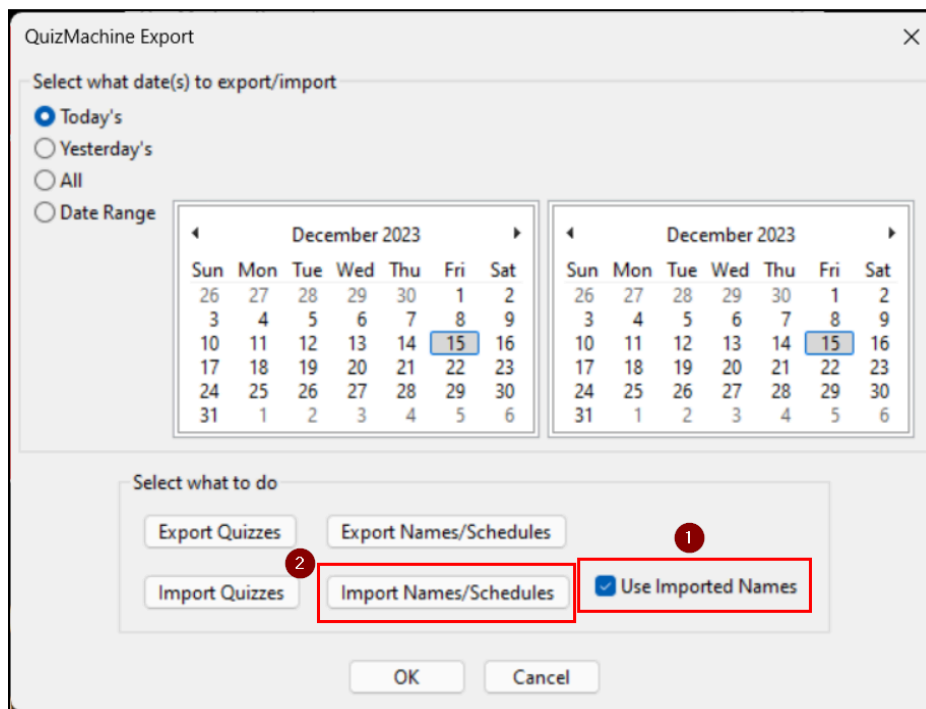 QuizMachine Export
Select what date(s) to export/import
Today's
Yesterday's
All
Date Range
December 2023
Sun Mon Tue Wed Thu Fri Sat
26 27 28 29 30 1 2
3 4 5 6 7 8 9
10 11 12 13 14 15 16
17 18 19 20 21 22 23
24 25 26 27 28 29 30
31 1 2 3 4 5 6
December 2023
Sun Mon Tue Wed Thu Fri Sat
26 27 28 29 30 1 2
3 4 5 6 7 8 9
10 11 12 13 14 15 16
17 18 19 20 21 22 23
24 25 26 27 28 29 30
31 1 2 3 4 5 6
Select what to do
Export Quizzes Export Names/Schedules
1
2
Import Quizzes Import Names/Schedules Use Imported Names
OK Cancel